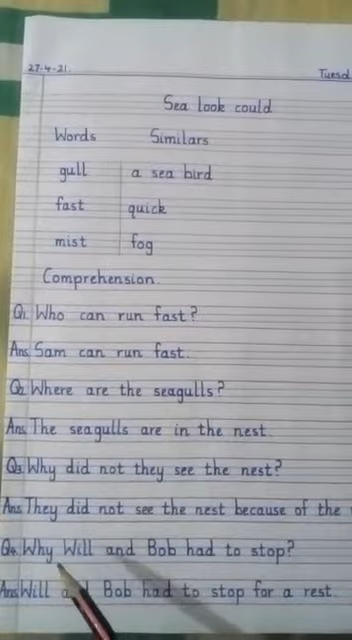 27-4-21. Tuesd
Sea look could
Words Similars
gull a sea bird
fast quick
mist fog
Comprehension.
Q1. Who can run fast?
Ans. Sam can run fast.
Q2. Where are the seagulls?
Ans. The seagulls are in the nest.
Q3. Why did not they see the nest?
Ans. They did not see the nest because of the
Q4. Why Will and Bob had to stop?
Ans Will and Bob had to stop for a rest.